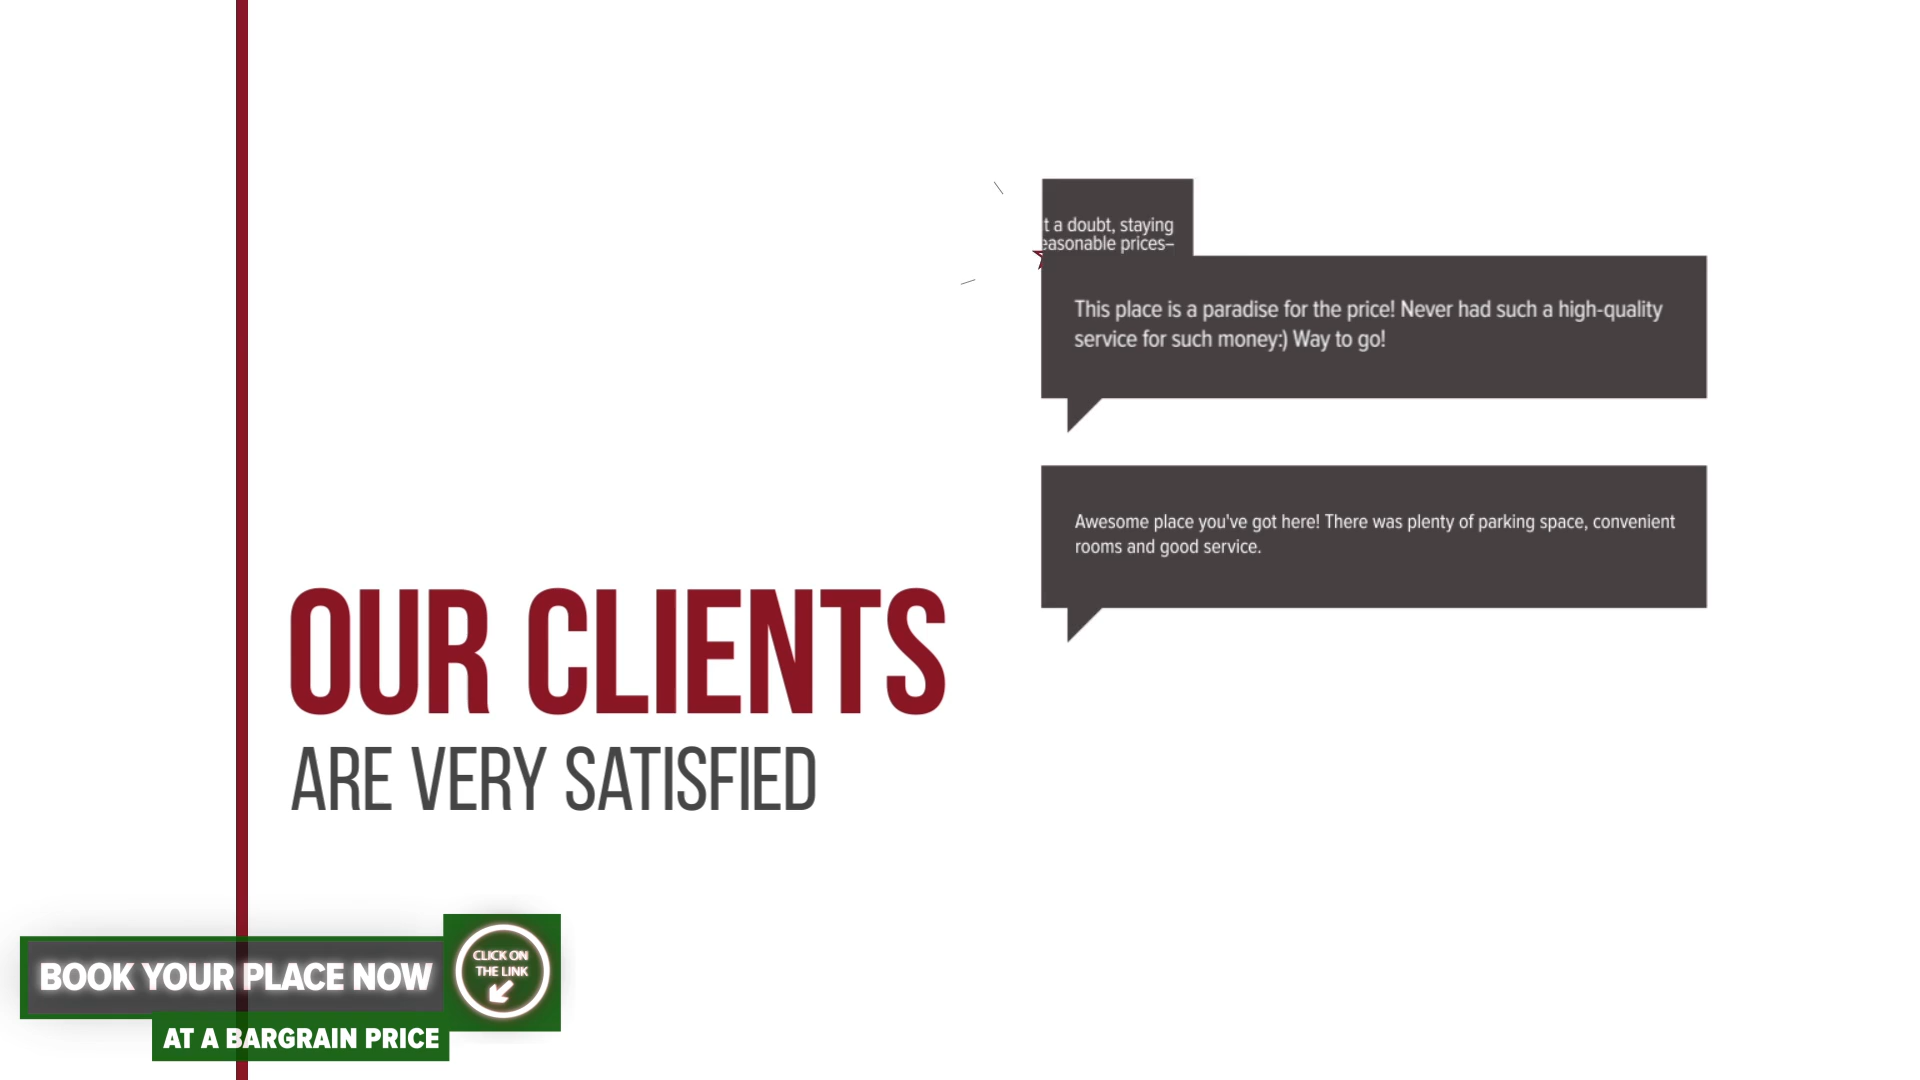 t a doubt, staying
easonable prices–
This place is a paradise for the price! Never had such a high-quality
service for such money:) Way to go!
Awesome place you've got here! There was plenty of parking space, convenient
rooms and good service.
OUR CLIENTS
ARE VERY SATISFIED
BOOK YOUR PLACE NOW
CLICK ON
THE LINK
AT A BARGRAIN PRICE